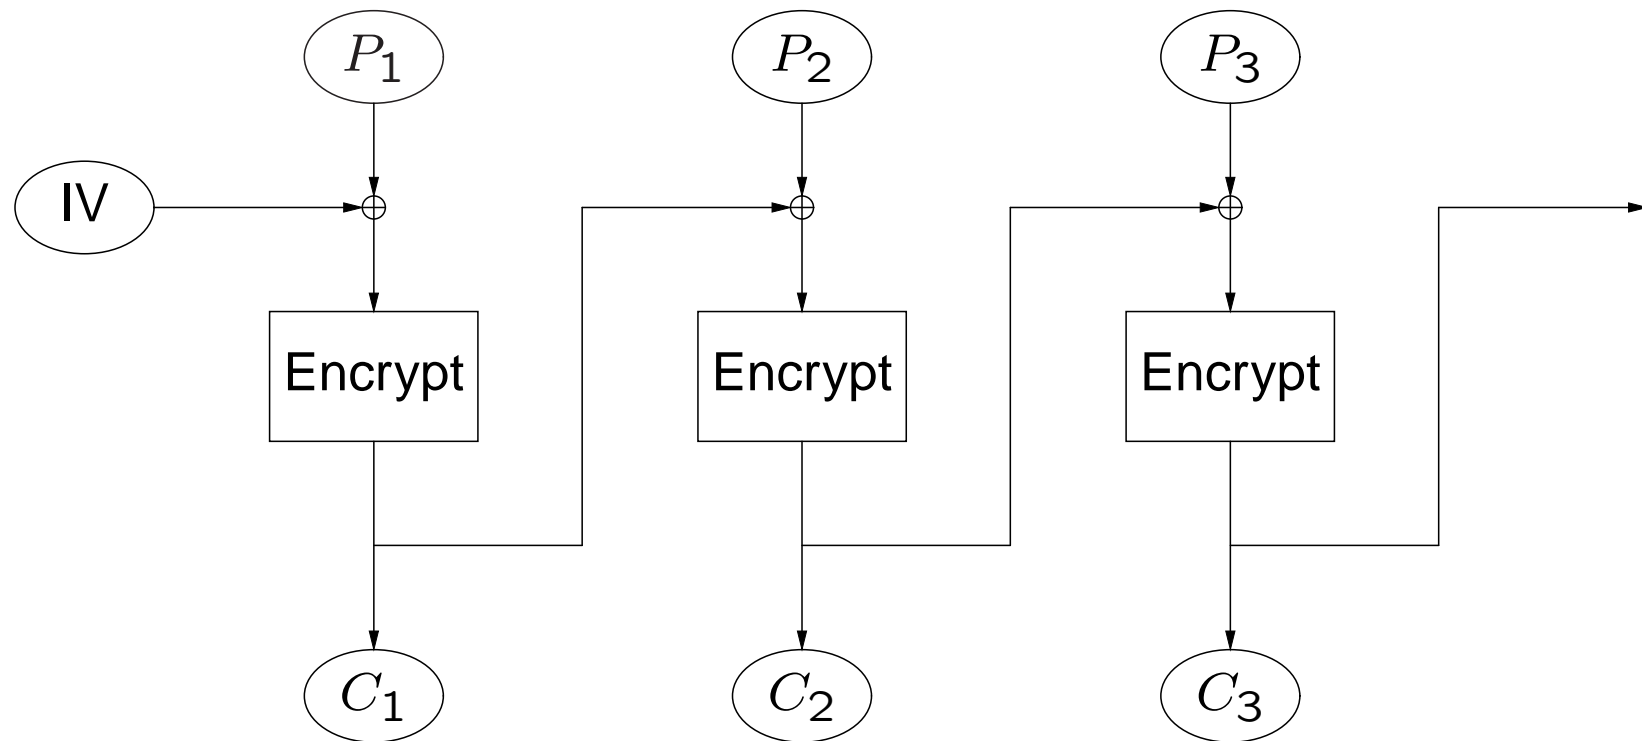 P₁ P₂ P₃
IV
Encrypt Encrypt Encrypt
C₁ C₂ C₃